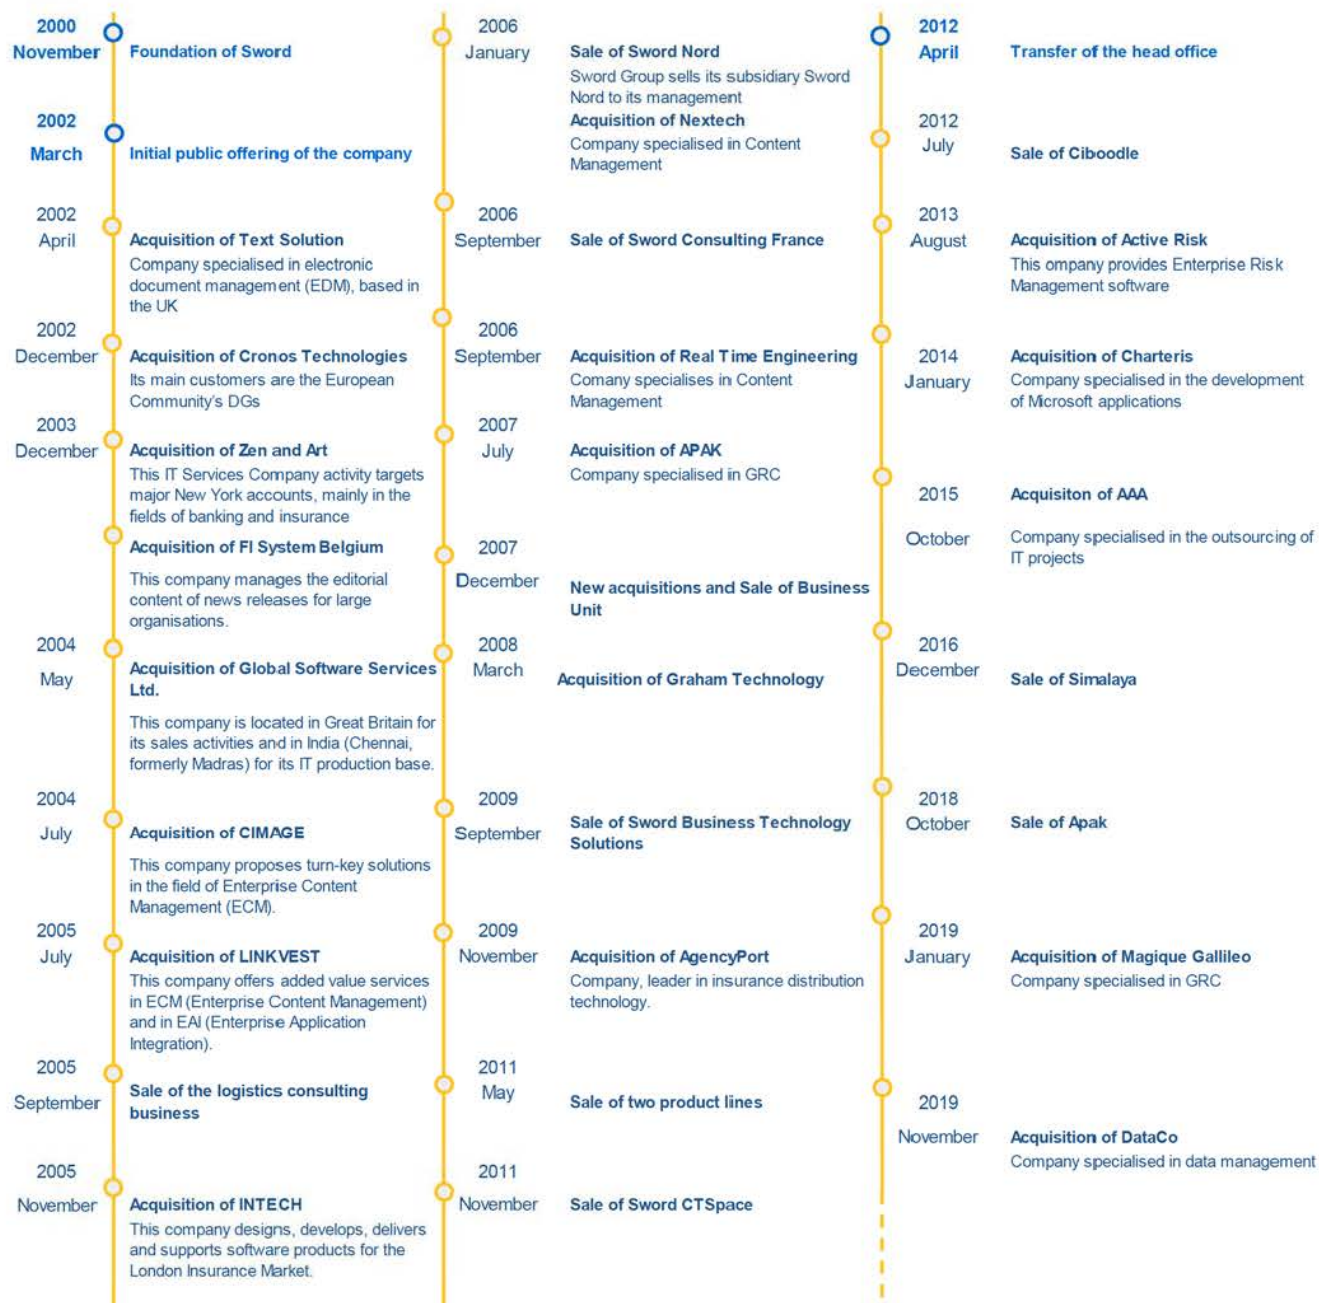 2000
November
Foundation of Sword
2002
March
Initial public offering of the company
2002
April
Acquisition of Text Solution
Company specialised in electronic
document management (EDM), based in
the UK
2002
December
Acquisition of Cronos Technologies
Its main customers are the European
Community's DGs
2003
December
Acquisition of Zen and Art
This IT Services Company activity targets
major New York accounts, mainly in the
fields of banking and insurance
Acquisition of FI System Belgium
This company manages the editorial
content of news releases for large
organisations.
2004
May
Acquisition of Global Software Services
Ltd.
This company is located in Great Britain for
its sales activities and in India (Chennai,
formerly Madras) for its IT production base.
2004
July
Acquisition of CIMAGE
This company proposes turn-key solutions
in the field of Enterprise Content
Management (ECM).
2005
July
Acquisition of LINKVEST
This company offers added value services
in ECM (Enterprise Content Management)
and in EAI (Enterprise Application
Integration).
2005
September
Sale of the logistics consulting
business
2005
November
Acquisition of INTECH
This company designs, develops, delivers
and supports software products for the
London Insurance Market.
2006
January
Sale of Sword Nord
Sword Group sells its subsidiary Sword
Nord to its management
Acquisition of Nextech
Company specialised in Content
Management
2006
September
Sale of Sword Consulting France
2006
September
Acquisition of Real Time Engineering
Comany specialises in Content
Management
2007
July
Acquisition of APAK
Company specialised in GRC
2007
December
New acquisitions and Sale of Business
Unit
2008
March
Acquisition of Graham Technology
2009
September
Sale of Sword Business Technology
Solutions
2009
November
Acquisition of AgencyPort
Company, leader in insurance distribution
technology.
2011
May
Sale of two product lines
2011
November
Sale of Sword CTSpace
2012
April
Transfer of the head office
2012
July
Sale of Ciboodle
2013
August
Acquisition of Active Risk
This ompany provides Enterprise Risk
Management software
2014
January
Acquisition of Charteris
Company specialised in the development
of Microsoft applications
2015
October
Acquisiton of AAA
Company specialised in the outsourcing of
IT projects
2016
December
Sale of Simalaya
2018
October
Sale of Apak
2019
January
Acquisition of Magique Gallileo
Company specialised in GRC
2019
November
Acquisition of DataCo
Company specialised in data management